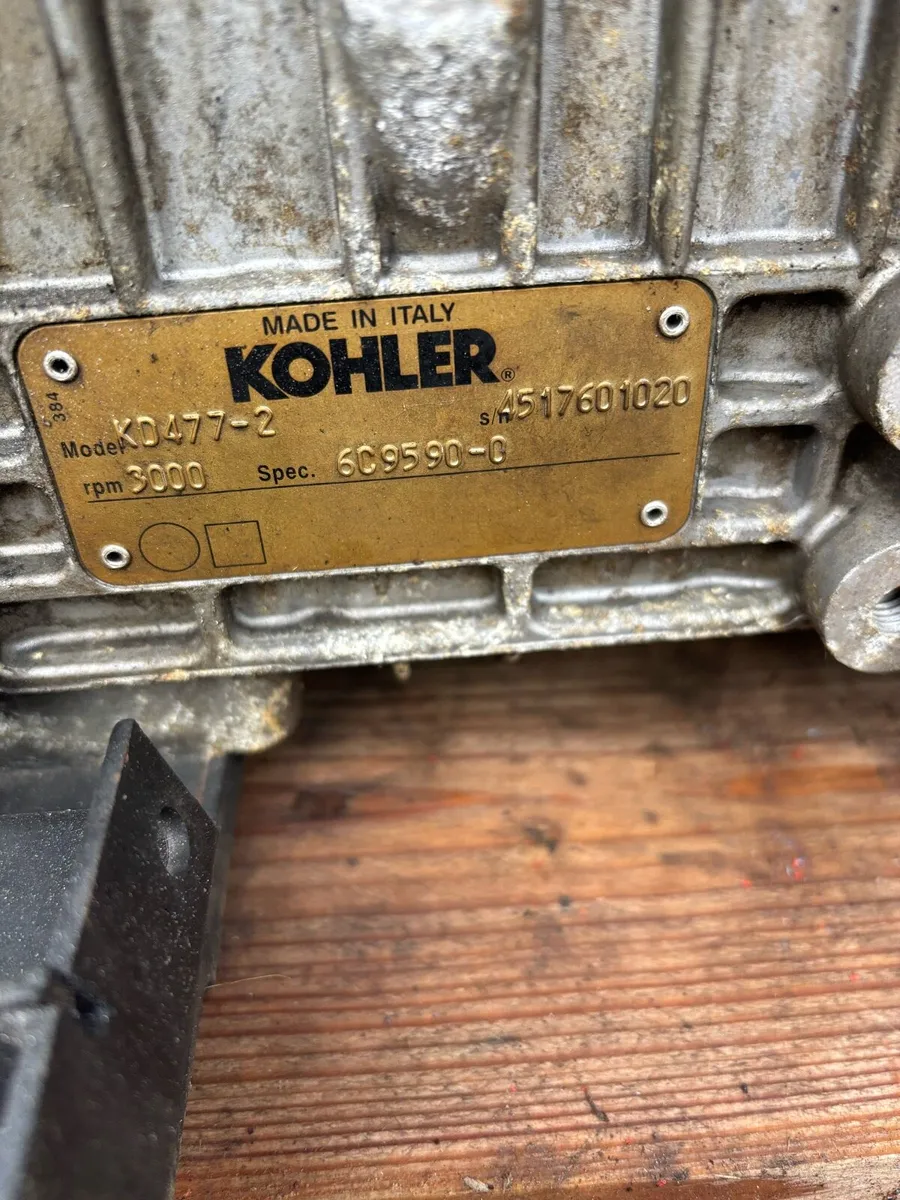 MADE IN ITALY
KOHLER®
384
Model KD477-2 s/n 4517601020
rpm 3000 Spec. 6C9590-0